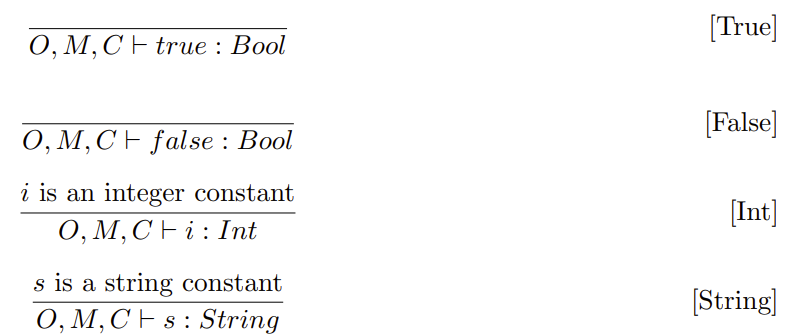 O, M, C ⊢ true : Bool [True]
O, M, C ⊢ false : Bool [False]
i is an integer constant
O, M, C ⊢ i : Int [Int]
s is a string constant
O, M, C ⊢ s : String [String]